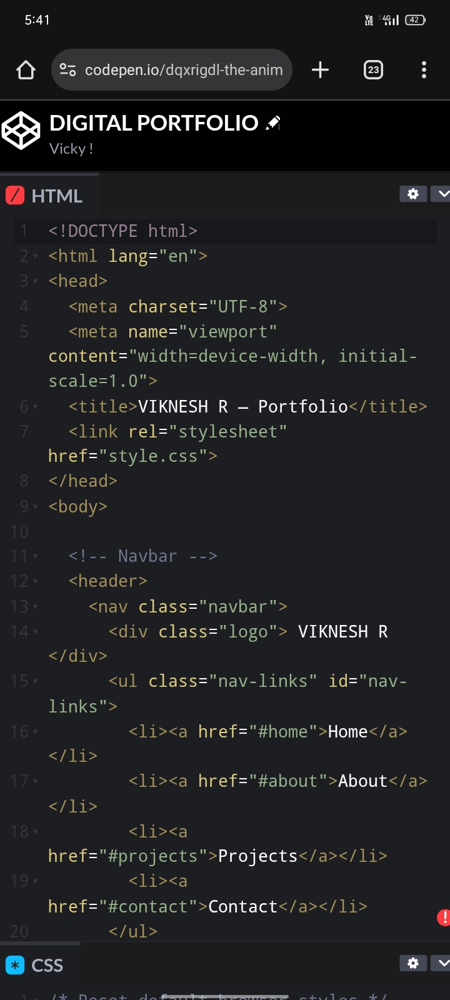 5:41
Vo LTE 4G 42
codepen.io/dqxrigdl-the-anim
23
DIGITAL PORTFOLIO
Vicky !
HTML
1 <!DOCTYPE html>
2 <html lang="en">
3 <head>
4 <meta charset="UTF-8">
5 <meta name="viewport"
content="width=device-width, initial-
scale=1.0">
6 <title>VIKNESH R – Portfolio</title>
7 <link rel="stylesheet"
href="style.css">
8 </head>
9 <body>
10
11 <!-- Navbar -->
12 <header>
13 <nav class="navbar">
14 <div class="logo"> VIKNESH R
</div>
15 <ul class="nav-links" id="nav-
links">
16 <li><a href="#home">Home</a>
</li>
17 <li><a href="#about">About</a>
</li>
18 <li><a
href="#projects">Projects</a></li>
19 <li><a
href="#contact">Contact</a></li>
20 </ul>
CSS
1 /* Reset default browser styles */